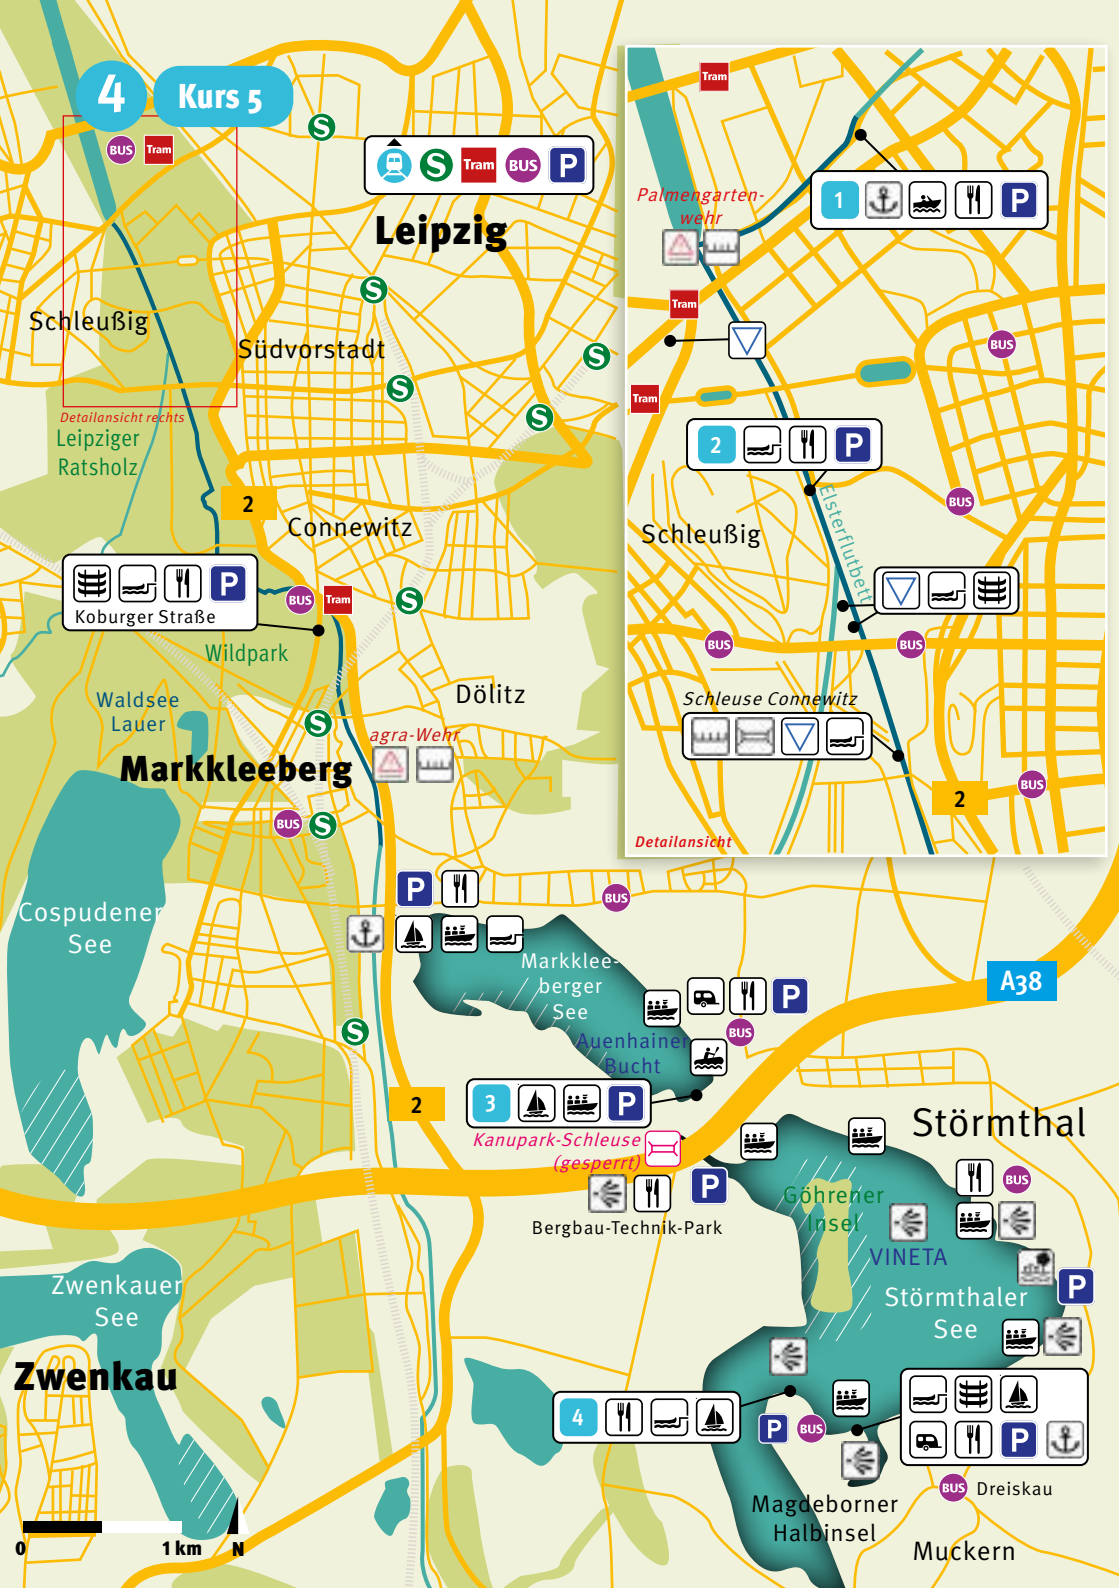 4
Kurs 5
BUS
Tram
S
S
Tram
BUS
P
Leipzig
Schleußig
Südvorstadt
S
S
S
S
Detailansicht rechts
Leipziger
Ratsholz
2
Connewitz
P
Koburger Straße
BUS
Tram
S
Wildpark
Waldsee
Lauer
Dölitz
S
agra-Wehr
Markkleeberg
BUS
S
Tram
Palmengarten-
wehr
1
P
Tram
BUS
Tram
2
P
BUS
Schleußig
Elsterflutbett
BUS
BUS
Schleuse Connewitz
BUS
2
Detailansicht
P
BUS
Cospudener
See
Markklee-
berger
See
A38
P
BUS
Auenhainer
Bucht
S
2
3
P
Kanupark-Schleuse
(gesperrt)
Störmthal
P
Bergbau-Technik-Park
Göhrener
Insel
BUS
VINETA
Störmthaler
See
P
Zwenkauer
See
Zwenkau
4
P
BUS
P
BUS
Dreiskau
Magdeborner
Halbinsel
Muckern
0
1 km
N